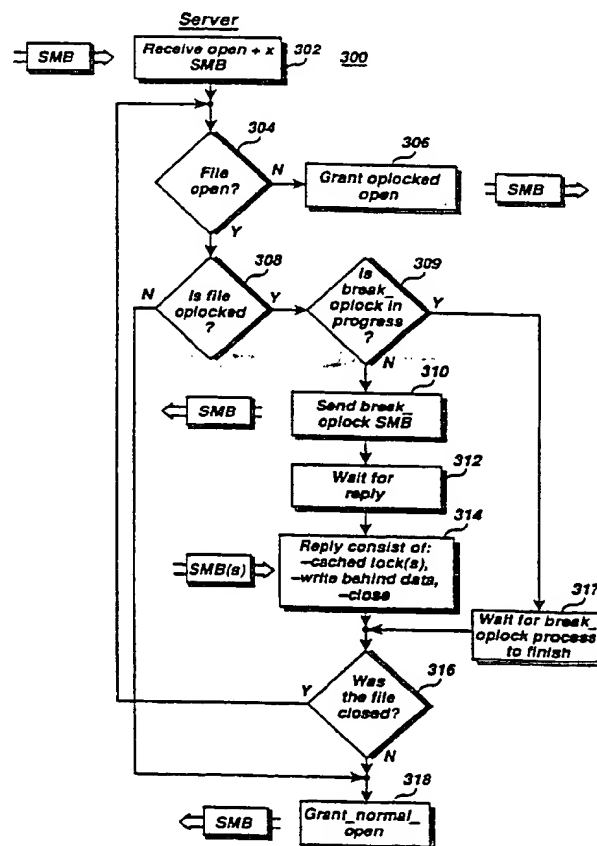 Server
SMB
Receive open + x
SMB
302
300
304
File
open?
N
306
Grant oplocked
open
SMB
Y
308
N
Is file
oplocked
?
Y
309
Is
break_
oplock in
progress
?
Y
N
310
SMB
Send break_
oplock SMB
312
Wait for
reply
314
SMB(s)
Reply consist of:
–cached lock(s),
–write behind data,
–close
317
Wait for break_
oplock process
to finish
316
Y
Was
the file
closed?
N
318
SMB
Grant_normal_
open